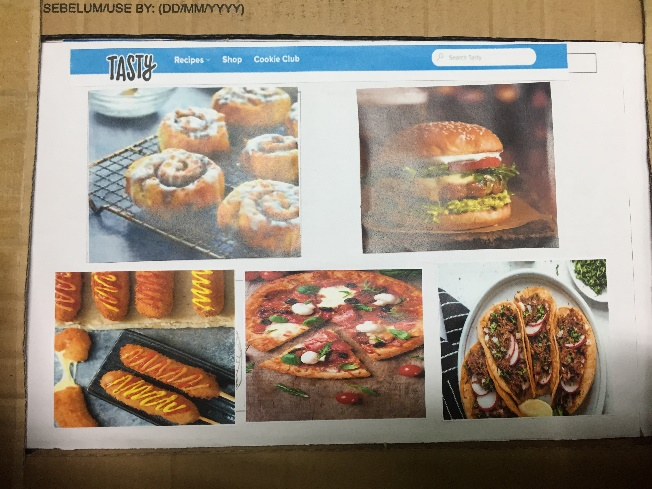 SEBELUM/USE BY: (DD/MM/YYYY)
TASTY Recipes Shop Cookie Club Search Tasty